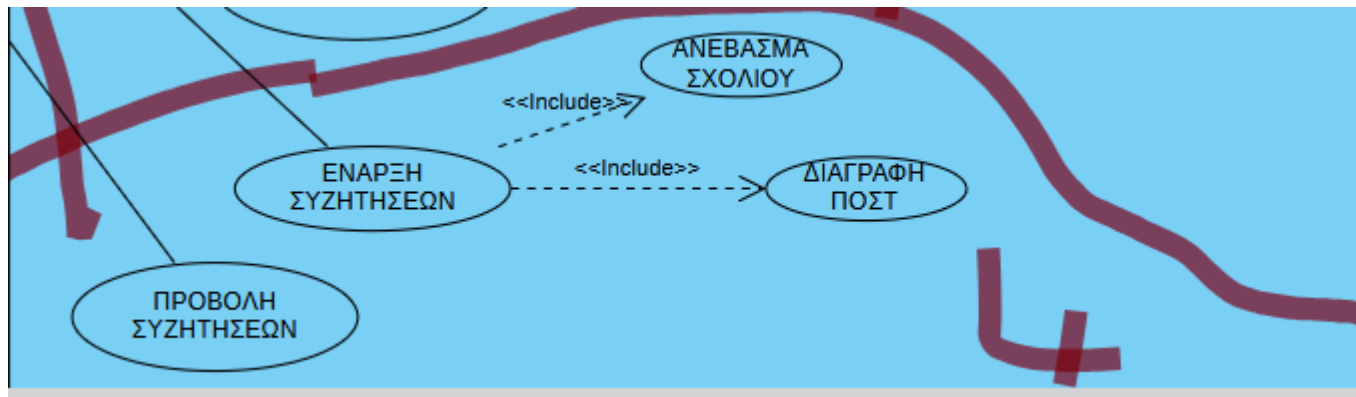 ΑΝΕΒΑΣΜΑ
ΣΧΟΛΙΟΥ
<<Include>>
ΕΝΑΡΞΗ
ΣΥΖΗΤΗΣΕΩΝ
<<Include>>
ΔΙΑΓΡΑΦΗ
ΠΟΣΤ
ΠΡΟΒΟΛΗ
ΣΥΖΗΤΗΣΕΩΝ